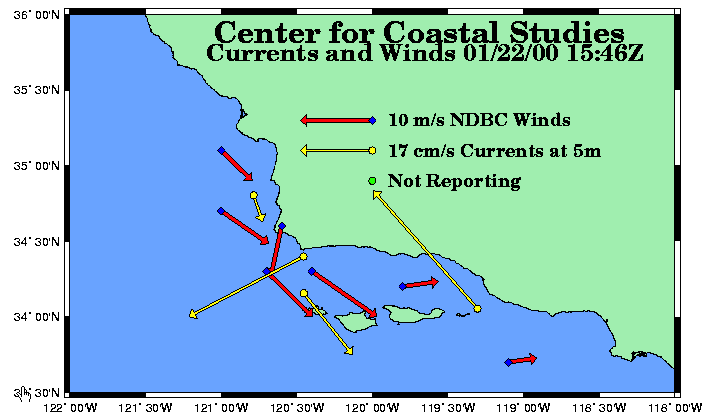 Center for Coastal Studies
Currents and Winds 01/22/00 15:46Z
10 m/s NDBC Winds
17 cm/s Currents at 5m
Not Reporting
36° 00'N
35° 30'N
35° 00'N
34° 30'N
34° 00'N
30'N
122° 00'W
121° 30'W
121° 00'W
120° 30'W
120° 00'W
119° 30'W
119° 00'W
118° 30'W
118° 00'W